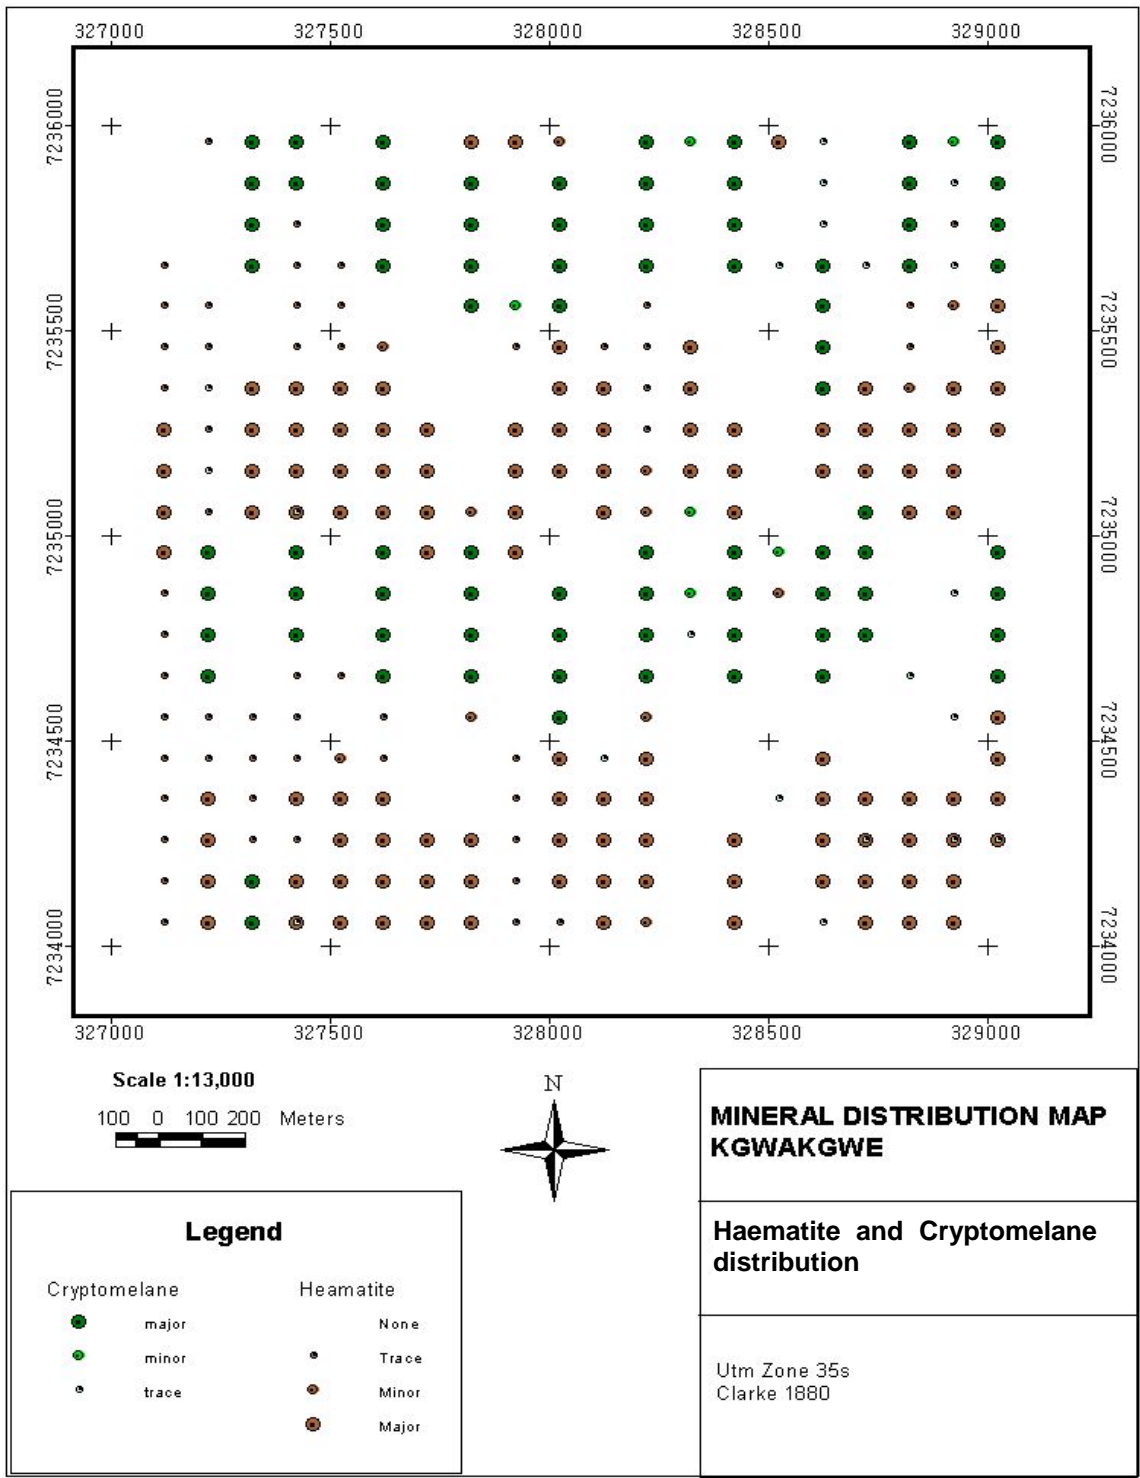 327000 327500 328000 328500 329000
7236000 7236000
7235500 7235500
7235000 7235000
7234500 7234500
7234000 7234000
327000 327500 328000 328500 329000
Scale 1:13,000
100 0 100 200 Meters
N
MINERAL DISTRIBUTION MAP
KGWAKGWE
Haematite and Cryptomelane
distribution
Utm Zone 35s
Clarke 1880
Legend
Cryptomelane Heamatite
major None
minor Trace
trace Minor
Major